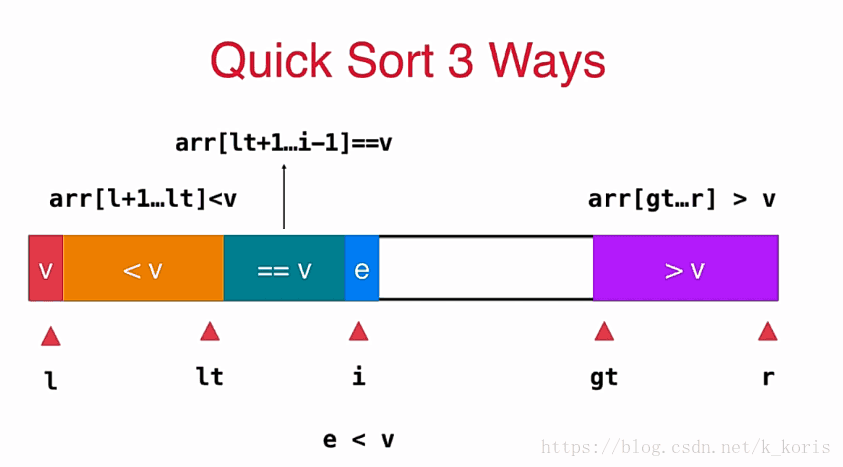 Quick Sort 3 Ways
arr[lt+1…i-1]==v
arr[l+1…lt]<v
arr[gt…r] > v
v
< v
== v
e
> v
l
lt
i
gt
r
e < v
https://blog.csdn.net/k_koris